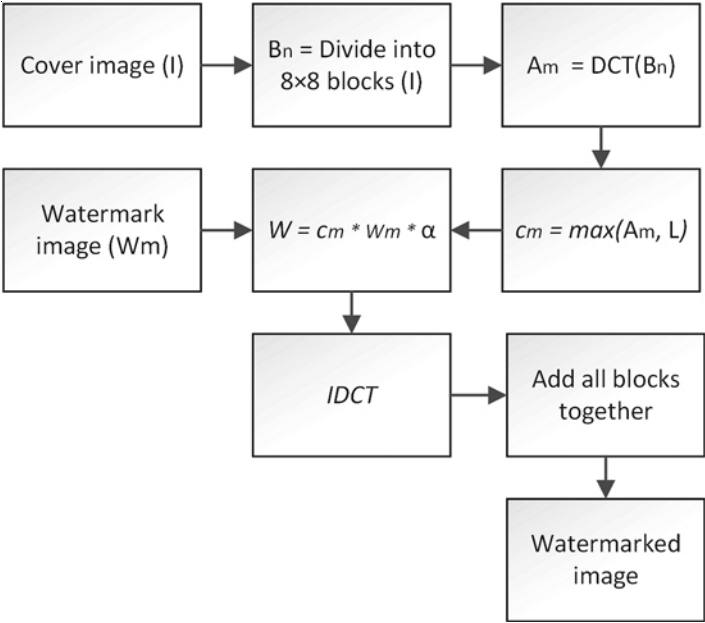 Cover image (I)
Bn = Divide into
8×8 blocks (I)
Am = DCT(Bn)
Watermark
image (Wm)
W = cm * wm * α
cm = max(Am, L)
IDCT
Add all blocks
together
Watermarked
image